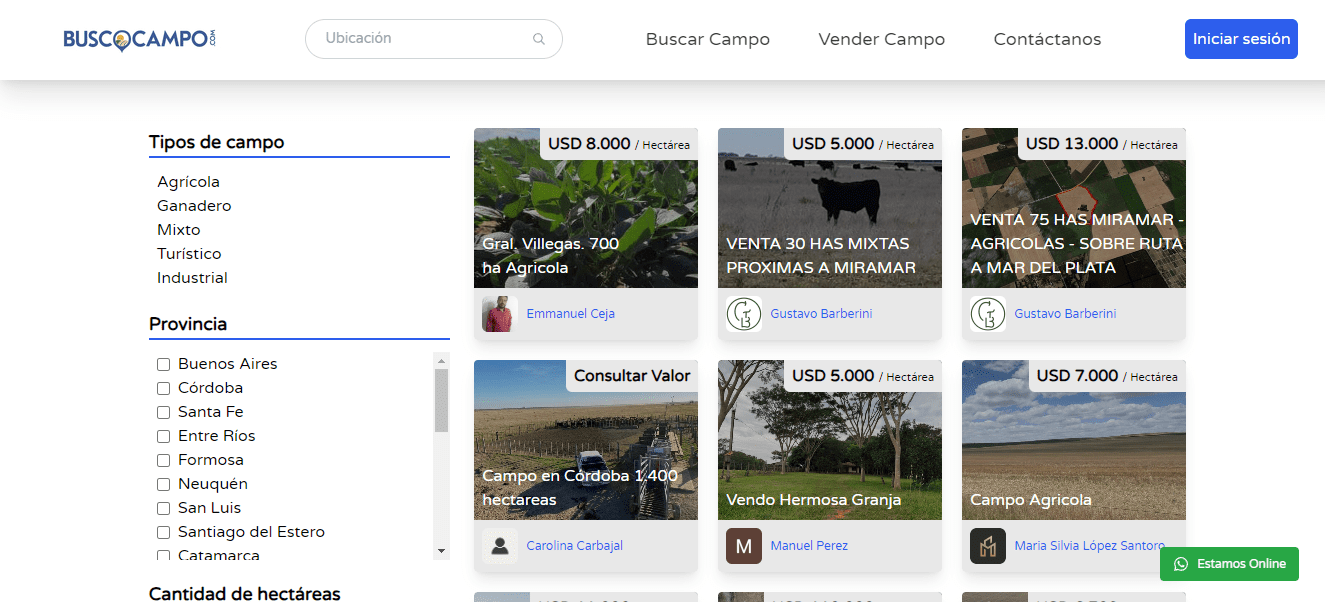 BUSCOCAMPO.COM
Ubicación
Buscar Campo
Vender Campo
Contáctanos
Iniciar sesión
Tipos de campo
Agrícola
Ganadero
Mixto
Turístico
Industrial
Provincia
Buenos Aires
Córdoba
Santa Fe
Entre Ríos
Formosa
Neuquén
San Luis
Santiago del Estero
Catamarca
Cantidad de hectáreas
USD 8.000 / Hectárea
Gral. Villegas. 700
ha Agricola
Emmanuel Ceja
USD 5.000 / Hectárea
VENTA 30 HAS MIXTAS
PROXIMAS A MIRAMAR
Gustavo Barberini
USD 13.000 / Hectárea
VENTA 75 HAS MIRAMAR -
AGRICOLAS - SOBRE RUTA
A MAR DEL PLATA
Gustavo Barberini
Consultar Valor
Campo en Córdoba 1.400
hectareas
Carolina Carbajal
USD 5.000 / Hectárea
Vendo Hermosa Granja
M
Manuel Perez
USD 7.000 / Hectárea
Campo Agricola
Maria Silvia López Santoro
Estamos Online